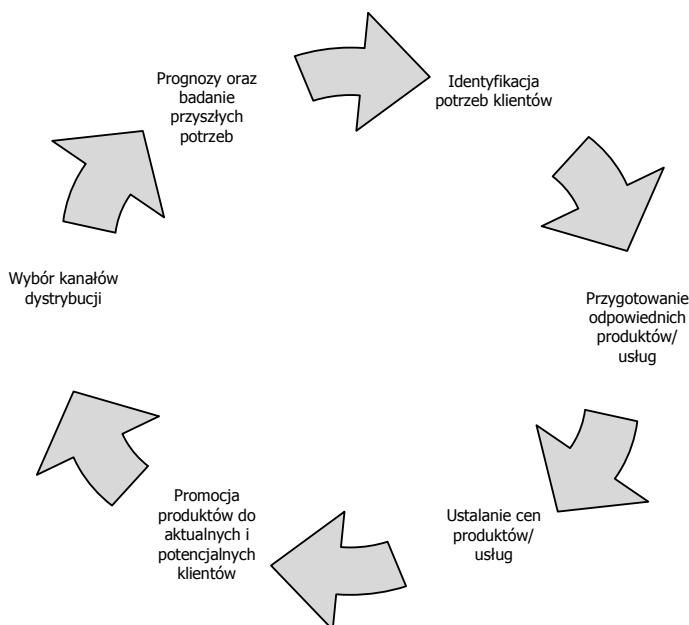 Prognozy oraz
badanie
przyszłych
potrzeb
Identyfikacja
potrzeb klientów
Przygotowanie
odpowiednich
produktów/
usług
Ustalanie cen
produktów/
usług
Promocja
produktów do
aktualnych i
potencjalnych
klientów
Wybór kanałów
dystrybucji